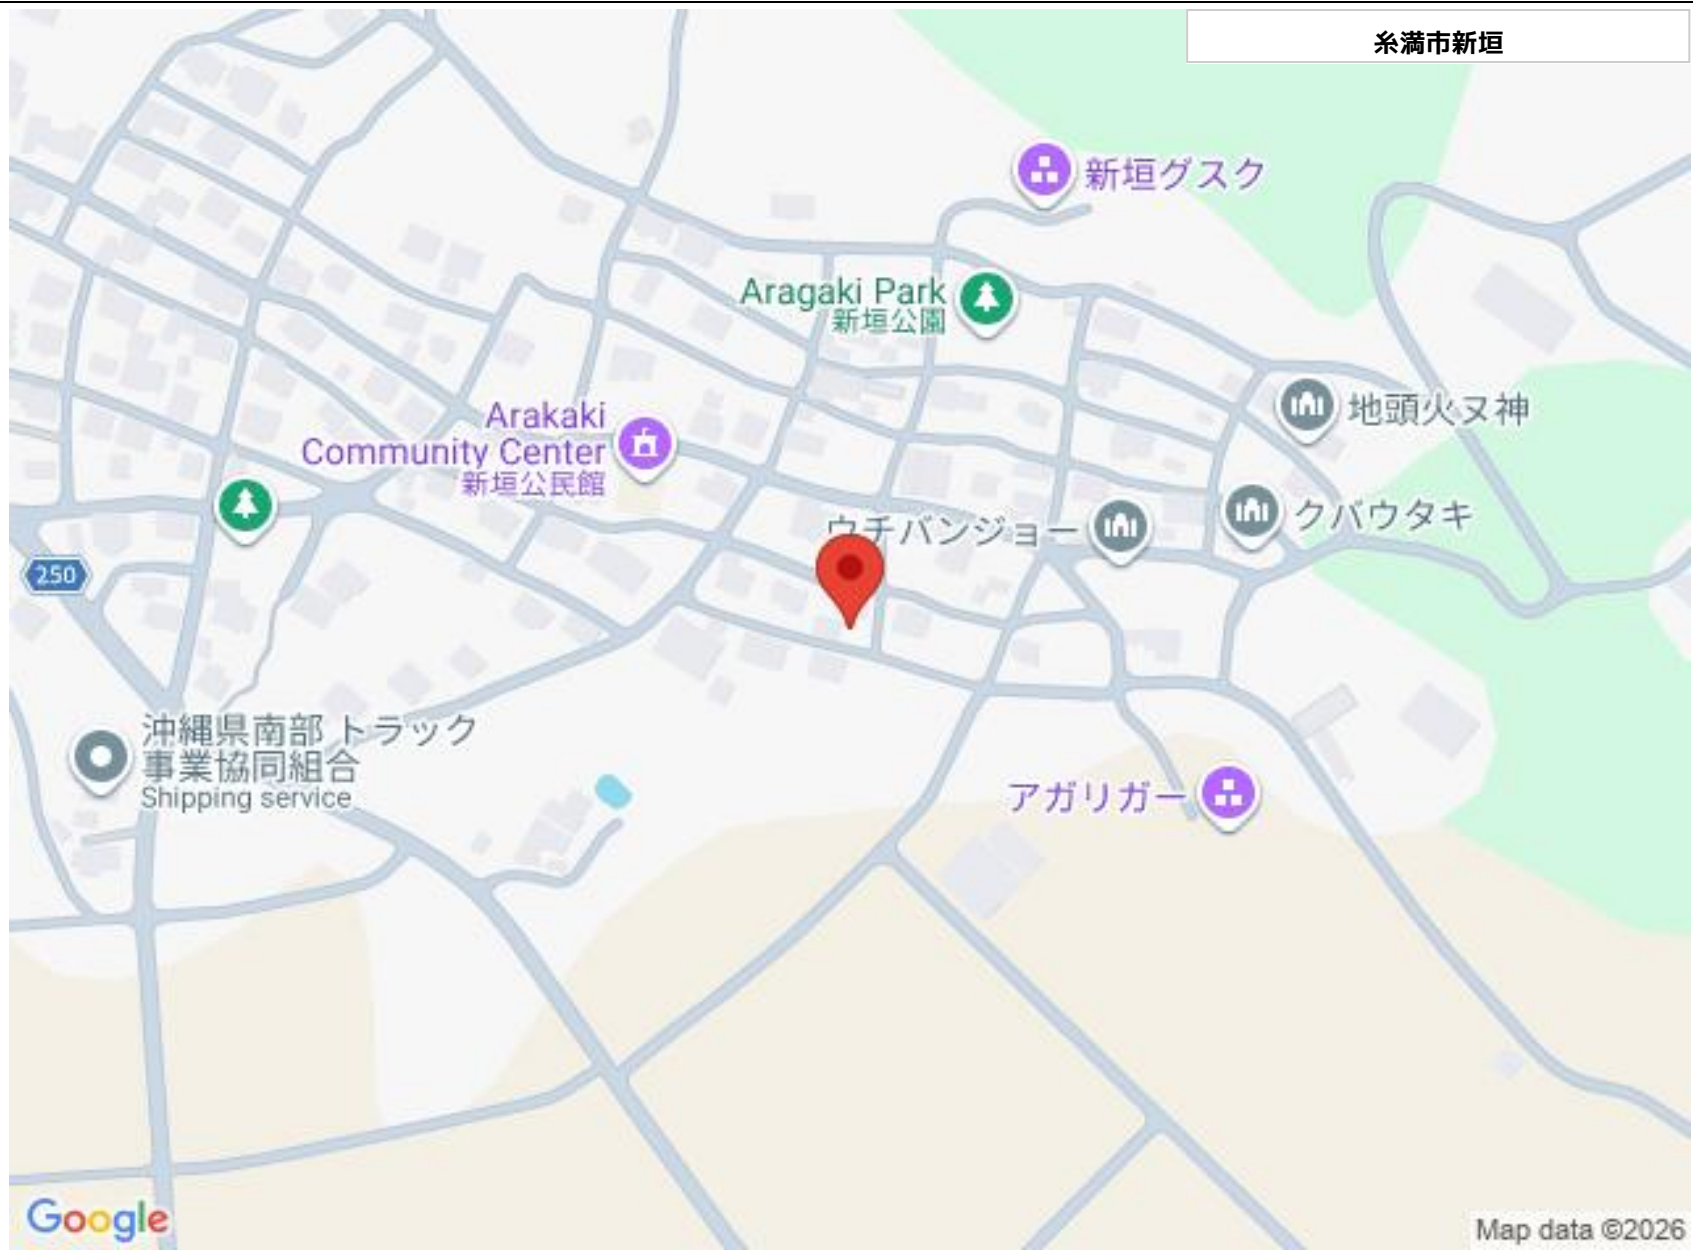 糸満市新垣
新垣グスク
Aragaki Park
新垣公園
地頭火ヌ神
Arakaki
Community Center
新垣公民館
クバウタキ
ウチバンジョー
250
沖縄県南部 トラック
事業協同組合
Shipping service
アガリガー
Google
Map data ©2026